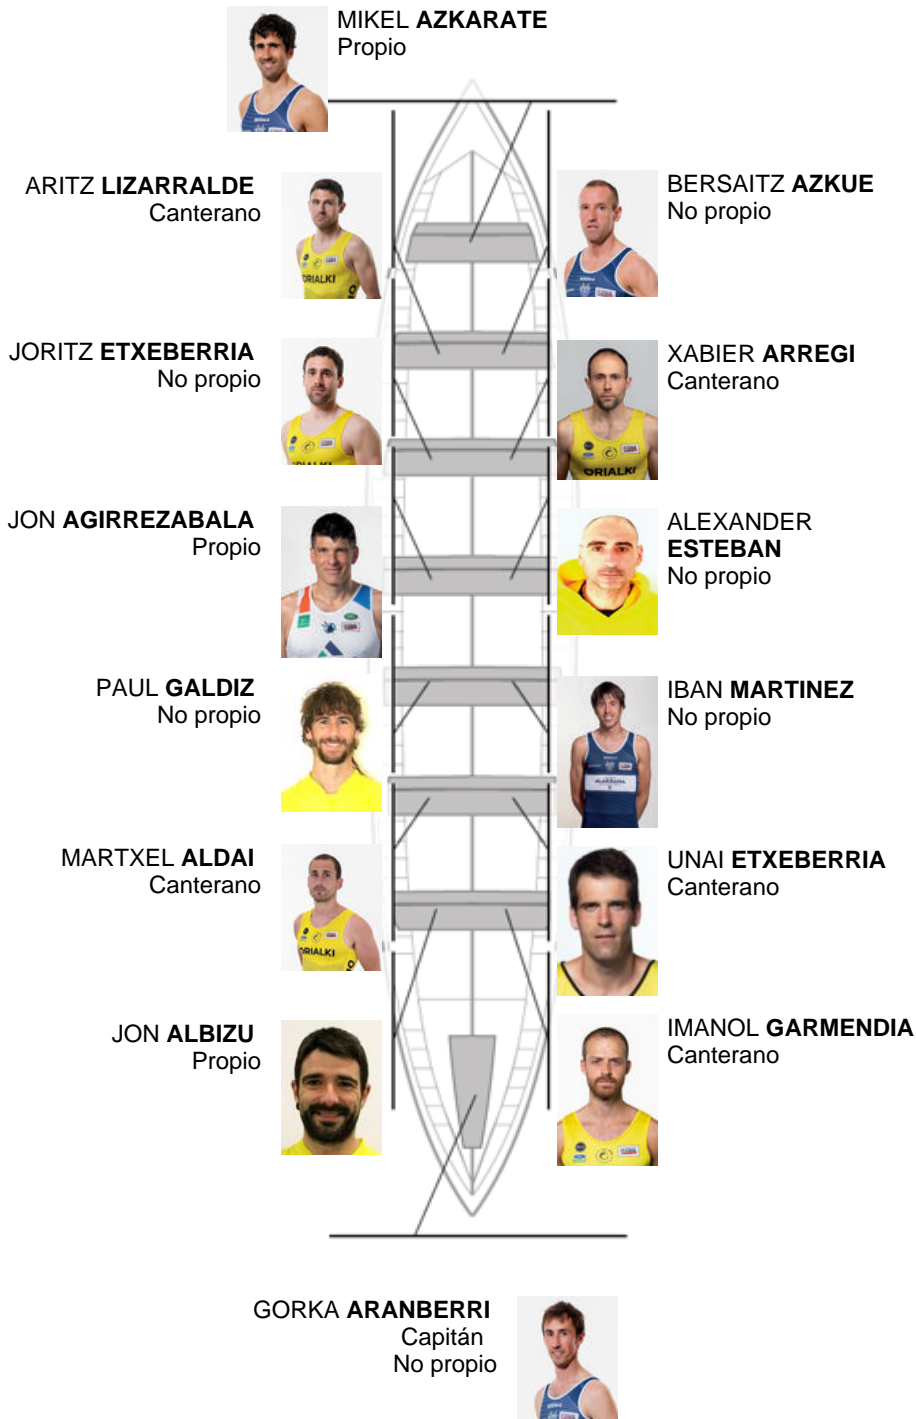 MIKEL AZKARATE
Propio
ARITZ LIZARRALDE
Canterano
BERSAITZ AZKUE
No propio
JORITZ ETXEBERRIA
No propio
XABIER ARREGI
Canterano
JON AGIRREZABALA
Propio
ALEXANDER
ESTEBAN
No propio
PAUL GALDIZ
No propio
IBAN MARTINEZ
No propio
MARTXEL ALDAI
Canterano
UNAI ETXEBERRIA
Canterano
JON ALBIZU
Propio
IMANOL GARMENDIA
Canterano
GORKA ARANBERRI
Capitán
No propio